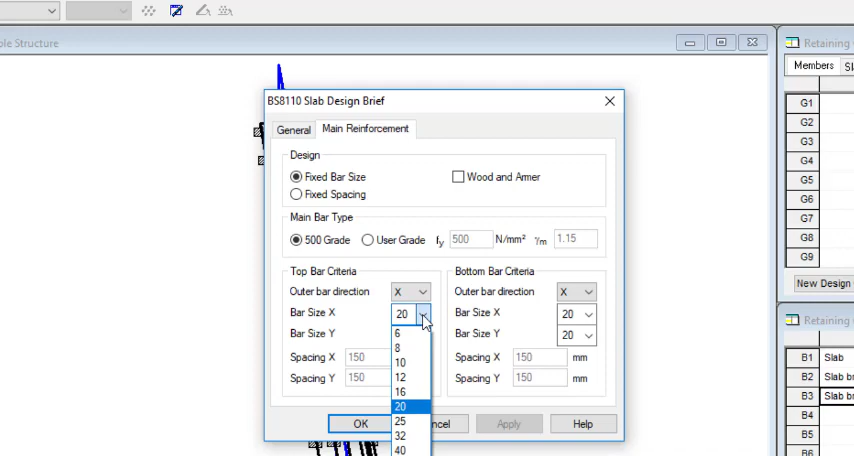 ple Structure
Retaining
Members Sl
G1
G2
G3
G4
G5
G6
G7
G8
G9
New Design
Retaining
B1 Slab
B2 Slab br
B3 Slab br
B4
B5
B6
BS8110 Slab Design Brief
General Main Reinforcement
Design
Fixed Bar Size Wood and Armer
Fixed Spacing
Main Bar Type
500 Grade User Grade fy 500 N/mm² γm 1.15
Top Bar Criteria Bottom Bar Criteria
Outer bar direction X Outer bar direction X
Bar Size X 20 Bar Size X 20
Bar Size Y Bar Size Y 20
Spacing X 150 Spacing X 150 mm
Spacing Y 150 Spacing Y 150 mm
6
8
10
12
16
20
25
32
40
OK ncel Apply Help